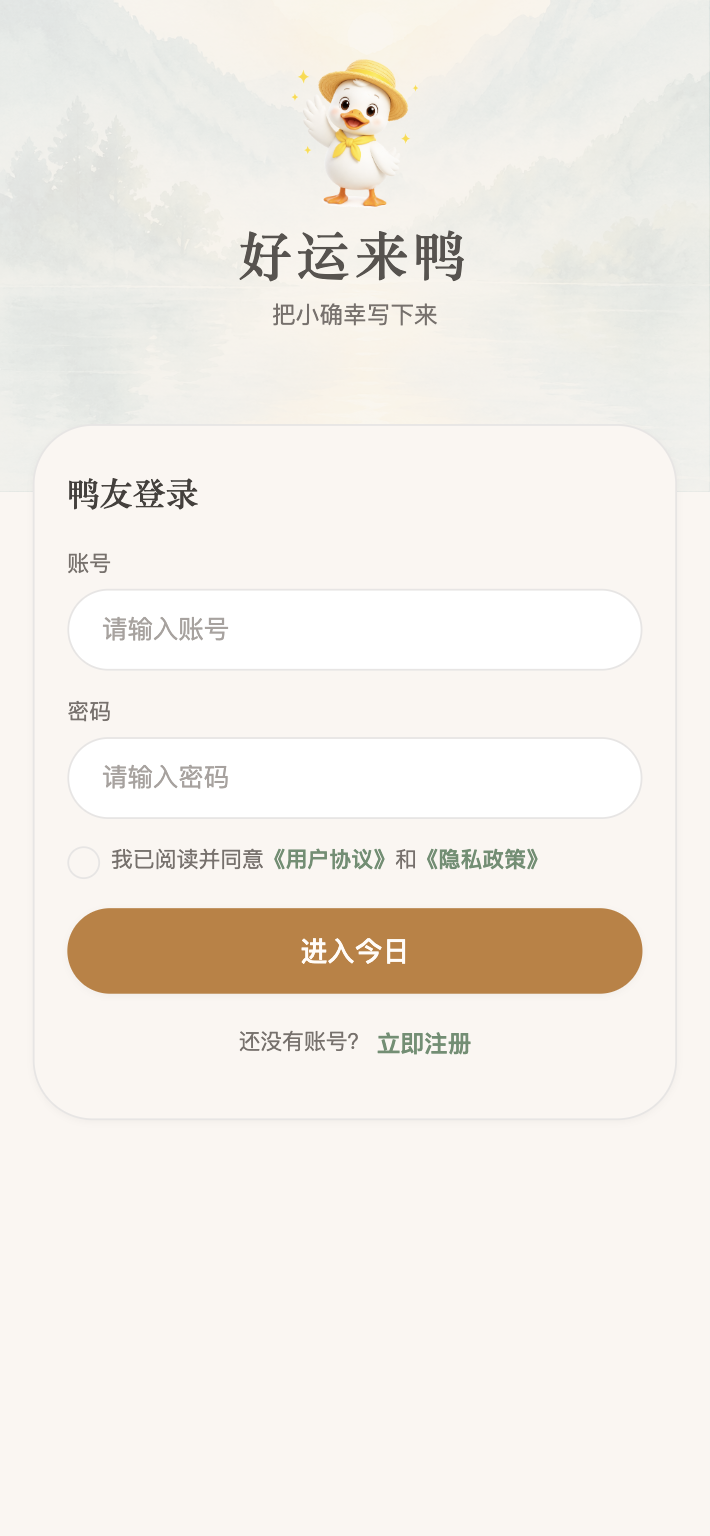 好运来鸭
把小确幸写下来
鸭友登录
账号
请输入账号
密码
请输入密码
我已阅读并同意《用户协议》和《隐私政策》
进入今日
还没有账号? 立即注册